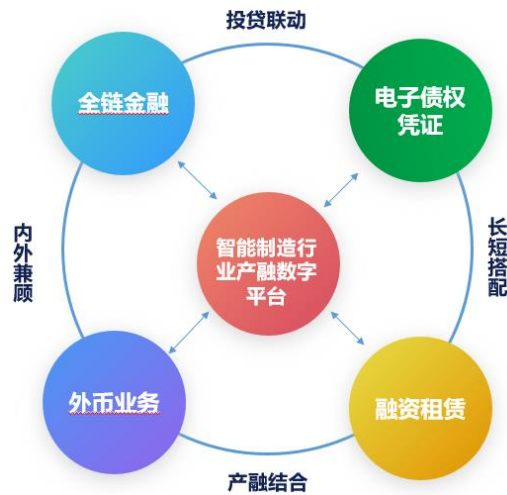 投贷联动
全链金融
电子债权
凭证
内外兼顾
智能制造行
业产融数字
平台
长短搭配
外币业务
融资租赁
产融结合